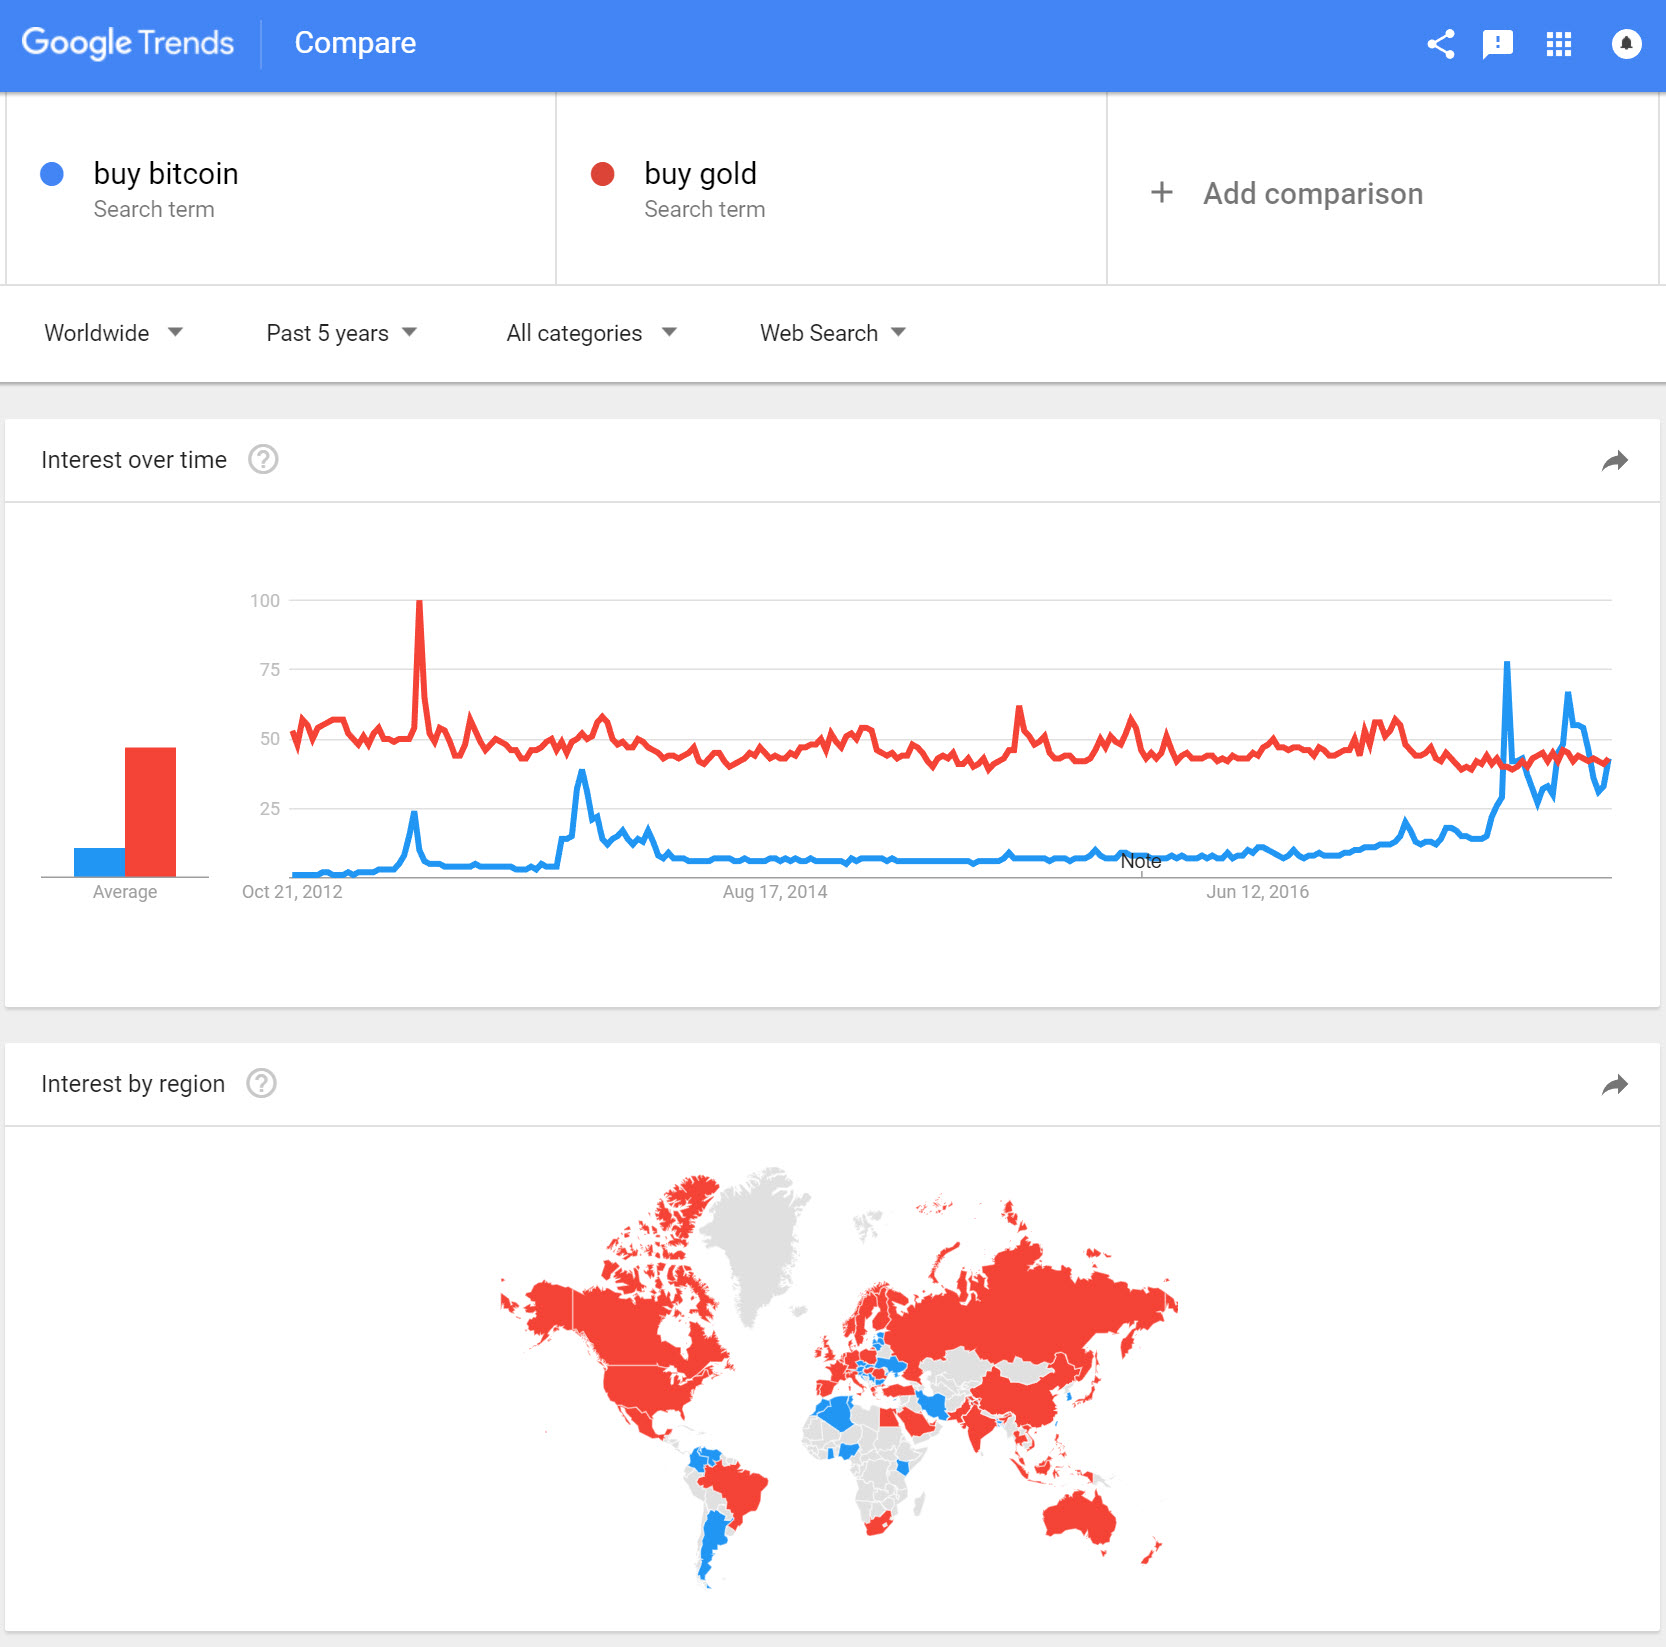 Google Trends Compare
buy bitcoin
Search term
buy gold
Search term
+ Add comparison
Worldwide Past 5 years All categories Web Search
Interest over time ?
100
75
50
25
Note
Average Oct 21, 2012 Aug 17, 2014 Jun 12, 2016
Interest by region ?